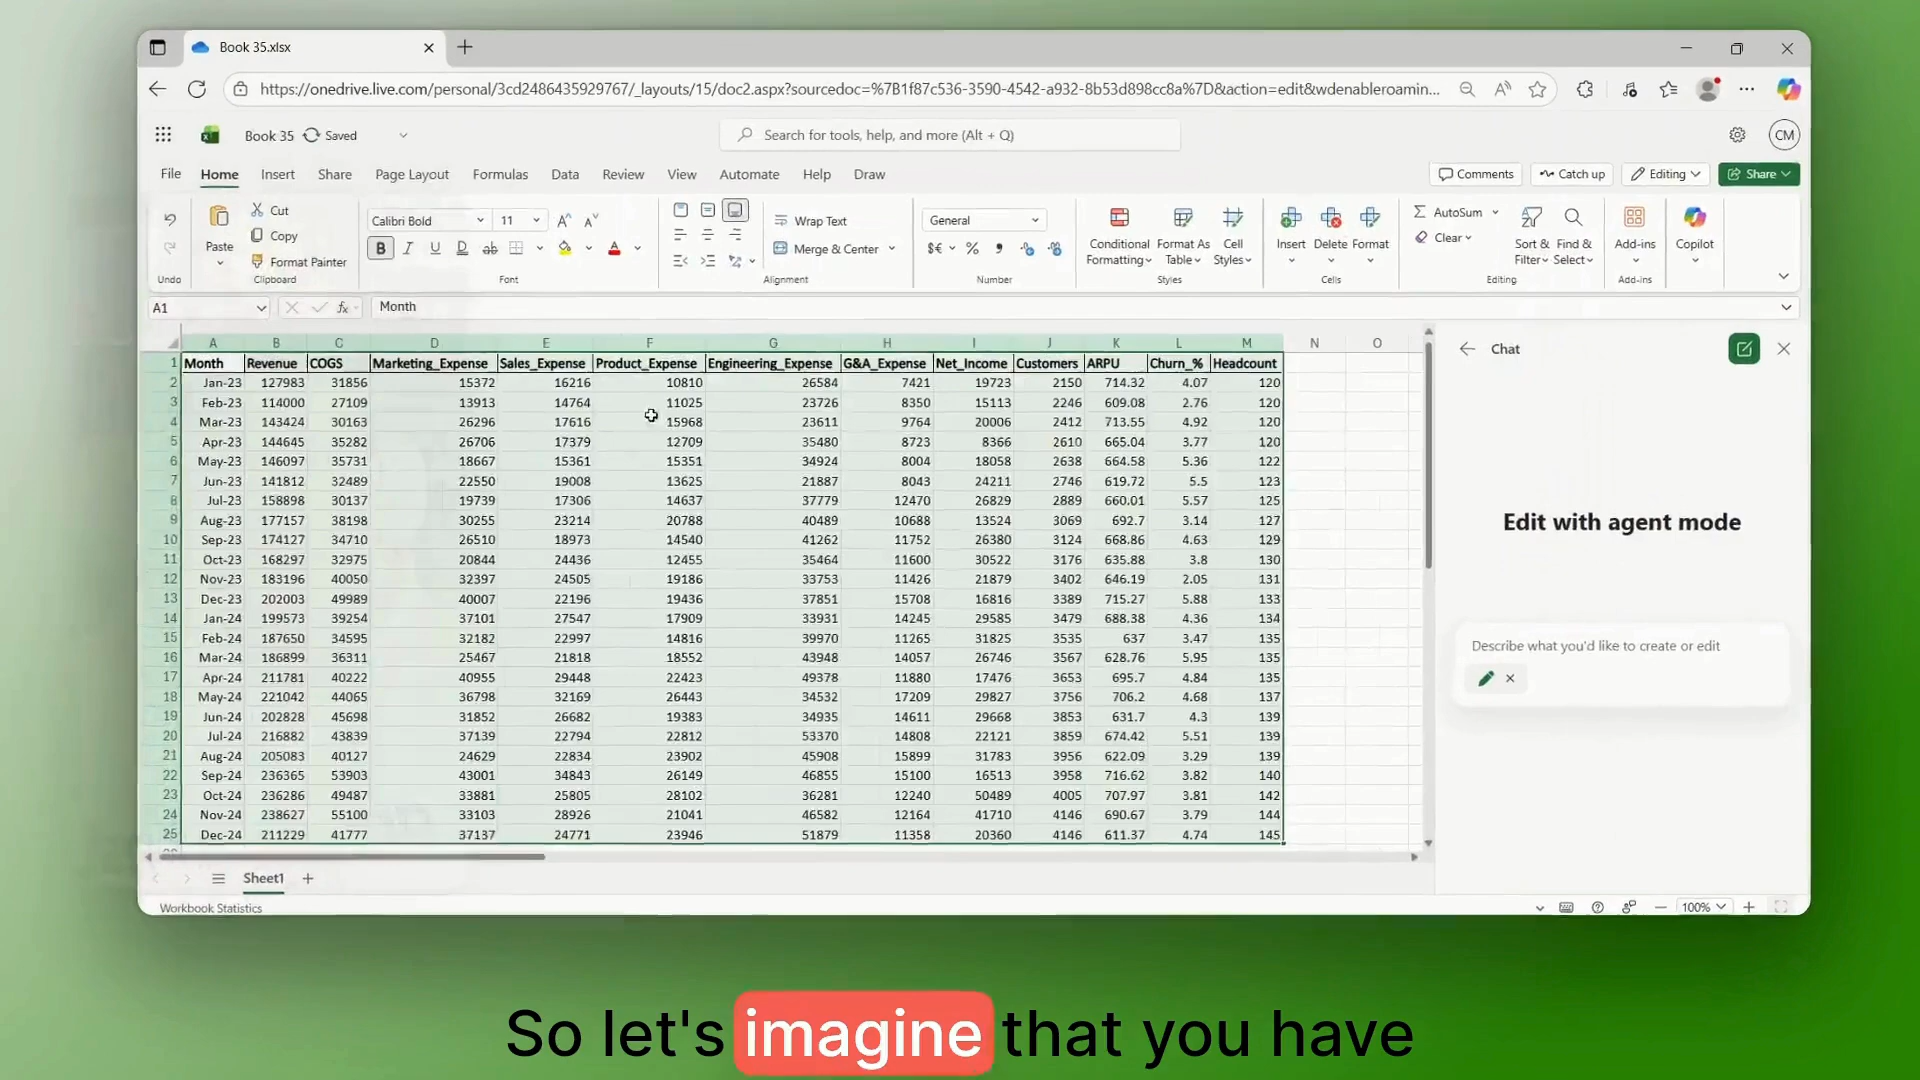 Book 35.xlsx
https://onedrive.live.com/personal/3cd2486435929767/_layouts/15/doc2.aspx?sourcedoc=%7B1f87c536-3590-4542-a932-8b53d898cc8a%7D&action=edit&wdenableroamin...
Book 35 Saved
Search for tools, help, and more (Alt + Q)
CM
File Home Insert Share Page Layout Formulas Data Review View Automate Help Draw
Comments Catch up Editing Share
Paste Cut Copy Format Painter
Calibri Bold 11
Wrap Text
Merge & Center
General
Conditional Formatting Format As Table Cell Styles
Insert Delete Format
AutoSum Clear
Sort & Filter Find & Select
Add-ins Copilot
Undo Clipboard Font Alignment Number Styles Cells Editing Add-ins
A1 fx Month
A B C D E F G H I J K L M N O
1 Month Revenue COGS Marketing_Expense Sales_Expense Product_Expense Engineering_Expense G&A_Expense Net_Income Customers ARPU Churn_% Headcount
2 Jan-23 127983 31856 15372 16216 10810 26584 7421 19723 2150 714.32 4.07 120
3 Feb-23 114000 27109 13913 14764 11025 23726 8350 15113 2246 609.08 2.76 120
4 Mar-23 143424 30163 26296 17616 15968 23611 9764 20006 2412 713.55 4.92 120
5 Apr-23 144645 35282 26706 17379 12709 35480 8723 8366 2610 665.04 3.77 120
6 May-23 146097 35731 18667 15361 15351 34924 8004 18058 2638 664.58 5.36 122
7 Jun-23 141812 32489 22550 19008 13625 21887 8043 24211 2746 619.72 5.5 123
8 Jul-23 158898 30137 19739 17306 14637 37779 12470 26829 2889 660.01 5.57 125
9 Aug-23 177157 38198 30255 23214 20788 40489 10688 13524 3069 692.7 3.14 127
10 Sep-23 174127 34710 26510 18973 14540 41262 11752 26380 3124 668.86 4.63 129
11 Oct-23 168297 32975 20844 24436 12455 35464 11600 30522 3176 635.88 3.8 130
12 Nov-23 183196 40050 32397 24505 19186 33753 11426 21879 3402 646.19 2.05 131
13 Dec-23 202003 49989 40007 22196 19436 37851 15708 16816 3389 715.27 5.88 133
14 Jan-24 199573 39254 37101 27547 17909 33931 14245 29585 3479 688.38 4.36 134
15 Feb-24 187650 34595 32182 22997 14816 39970 11265 31825 3535 637 3.47 135
16 Mar-24 186899 36311 25467 21818 18552 43948 14057 26746 3567 628.76 5.95 135
17 Apr-24 211781 40222 40955 29448 22423 49378 11880 17476 3653 695.7 4.84 135
18 May-24 221042 44065 36798 32169 26443 34532 17209 29827 3756 706.2 4.68 137
19 Jun-24 202828 45698 31852 26682 19383 34935 14611 29668 3853 631.7 4.3 139
20 Jul-24 216882 43839 37139 22794 22812 53370 14808 22121 3859 674.42 5.51 139
21 Aug-24 205083 40127 24629 22834 23902 45908 15899 31783 3956 622.09 3.29 139
22 Sep-24 236365 53903 43001 34843 26149 46855 15100 16513 3958 716.62 3.82 140
23 Oct-24 236286 49487 33881 25805 28102 36281 12240 50489 4005 707.97 3.81 142
24 Nov-24 238627 55100 33103 28926 21041 46582 12164 41710 4146 690.67 3.79 144
25 Dec-24 211229 41777 37137 24771 23946 51879 11358 20360 4146 611.37 4.74 145
Chat
Edit with agent mode
Describe what you'd like to create or edit
Sheet1
Workbook Statistics
100%
So let's imagine that you have